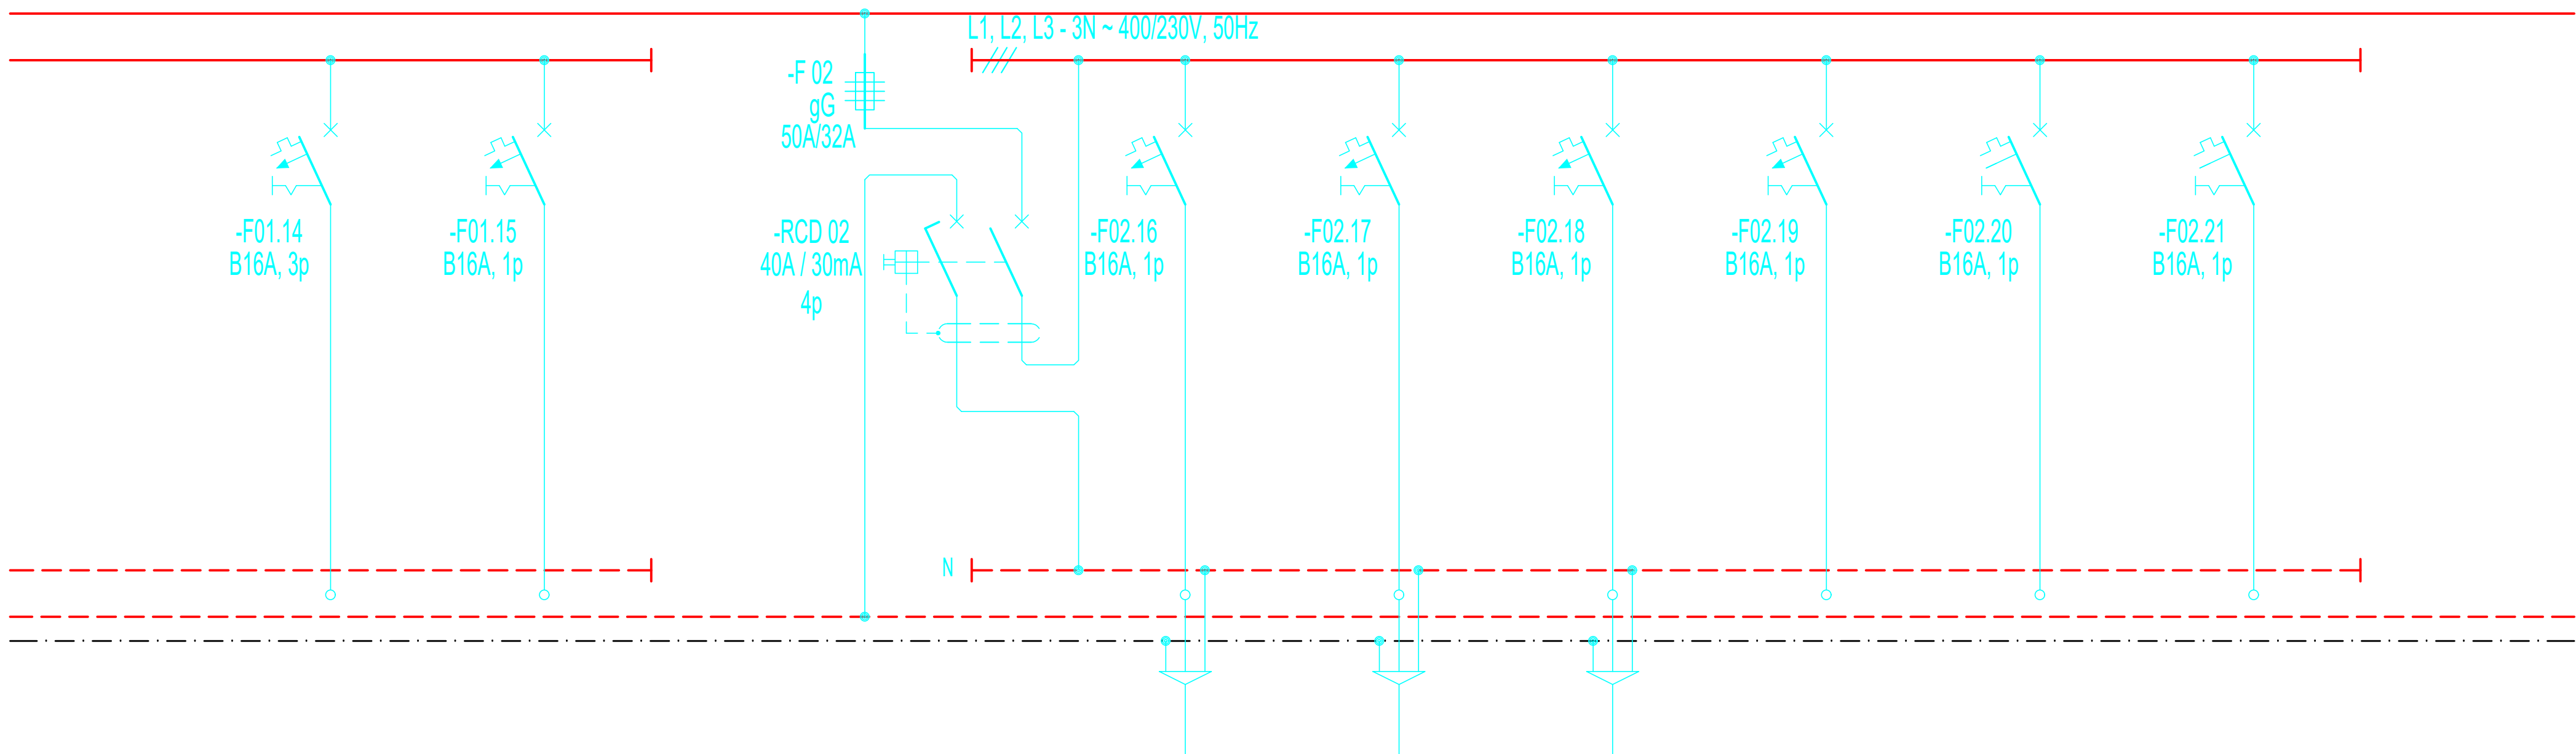 L1, L2, L3 - 3N ~ 400/230V, 50Hz
-F 02
gG
50A/32A
-F01.14
B16A, 3p
-F01.15
B16A, 1p
-RCD 02
40A / 30mA
4p
-F02.16
B16A, 1p
-F02.17
B16A, 1p
-F02.18
B16A, 1p
-F02.19
B16A, 1p
-F02.20
B16A, 1p
-F02.21
B16A, 1p
N